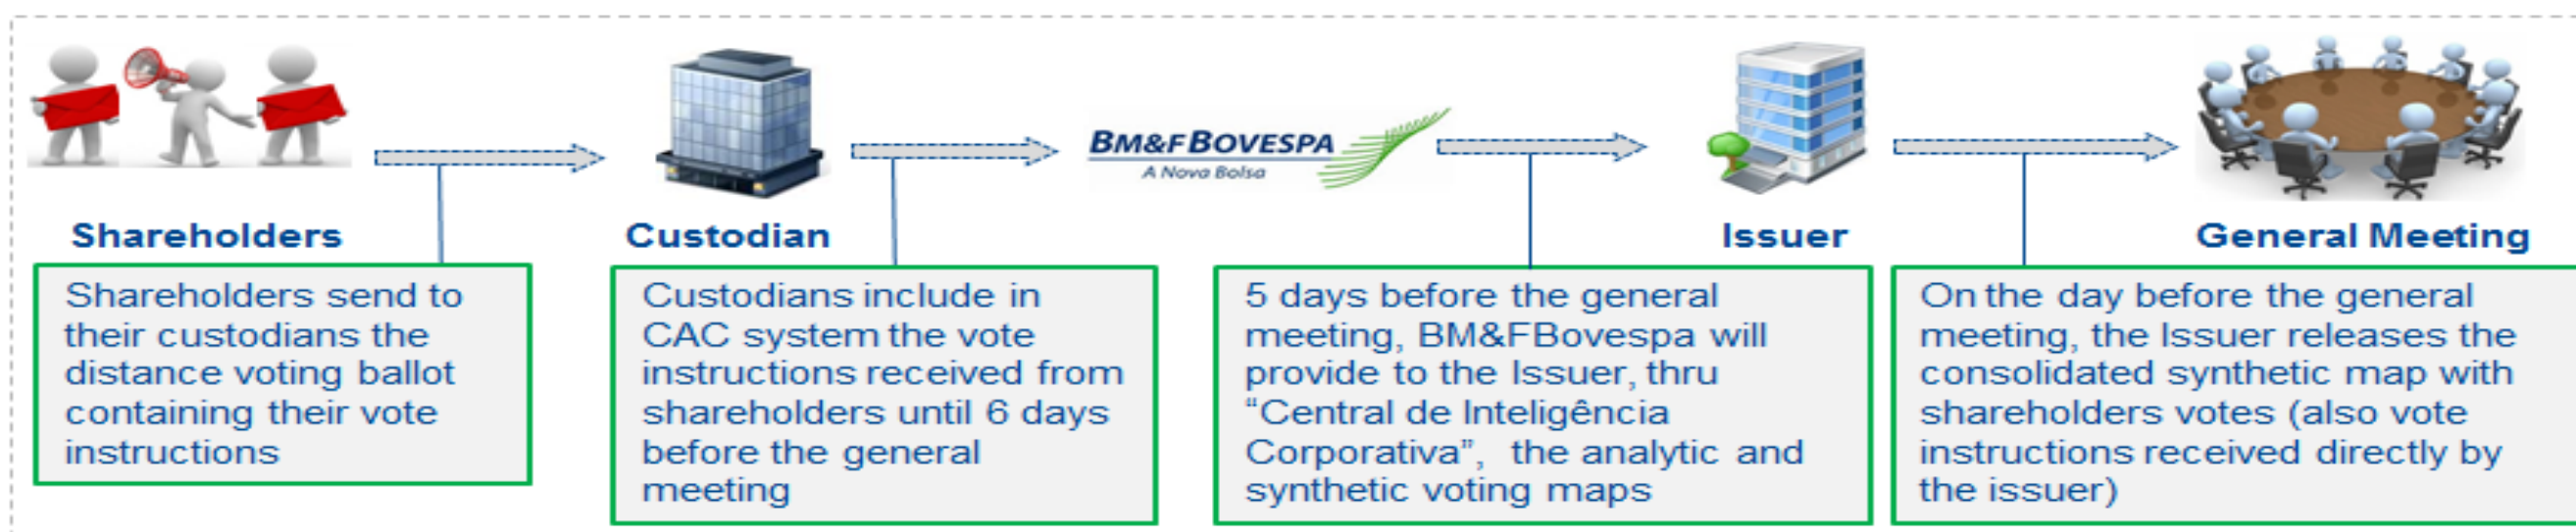 BM&FBOVESPA
A Nova Bolsa
Shareholders
Custodian
Issuer
General Meeting
Shareholders send to
their custodians the
distance voting ballot
containing their vote
instructions
Custodians include in
CAC system the vote
instructions received from
shareholders until 6 days
before the general
meeting
5 days before the general
meeting, BM&FBovespa will
provide to the Issuer, thru
“Central de Inteligência
Corporativa”, the analytic and
synthetic voting maps
On the day before the general
meeting, the Issuer releases the
consolidated synthetic map with
shareholders votes (also vote
instructions received directly by
the issuer)